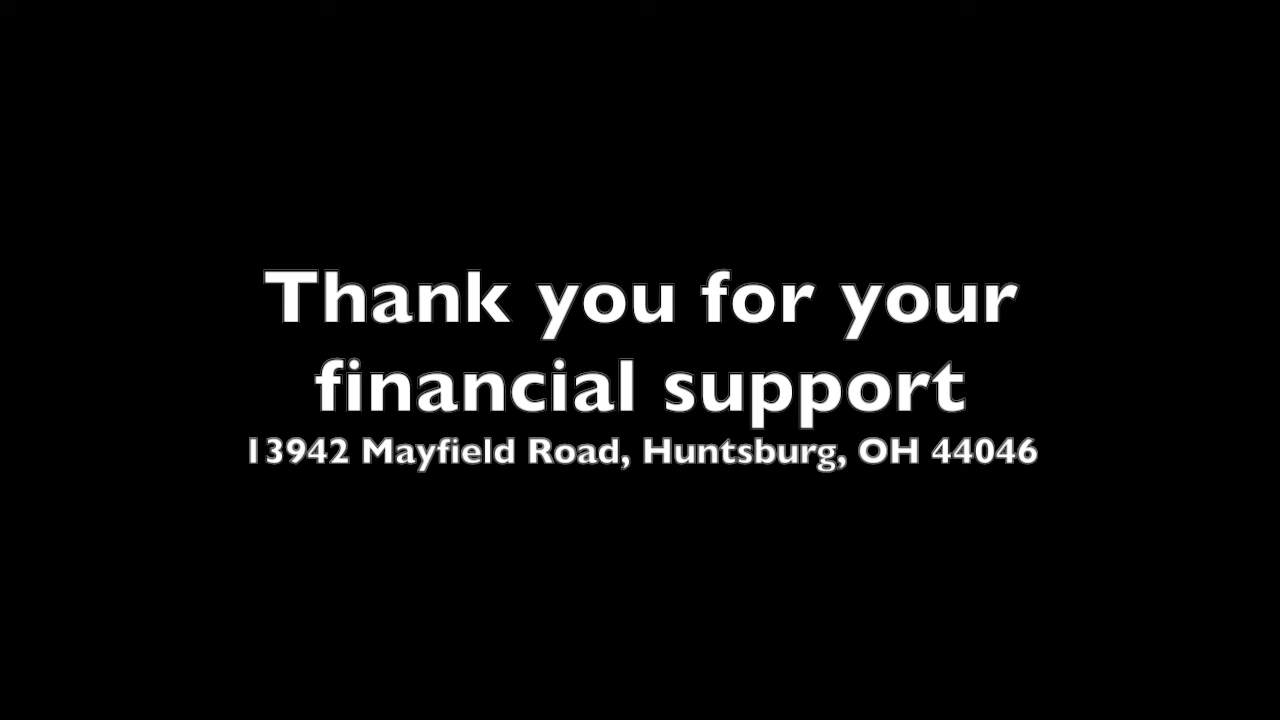 Thank you for your
financial support
13942 Mayfield Road, Huntsburg, OH 44046